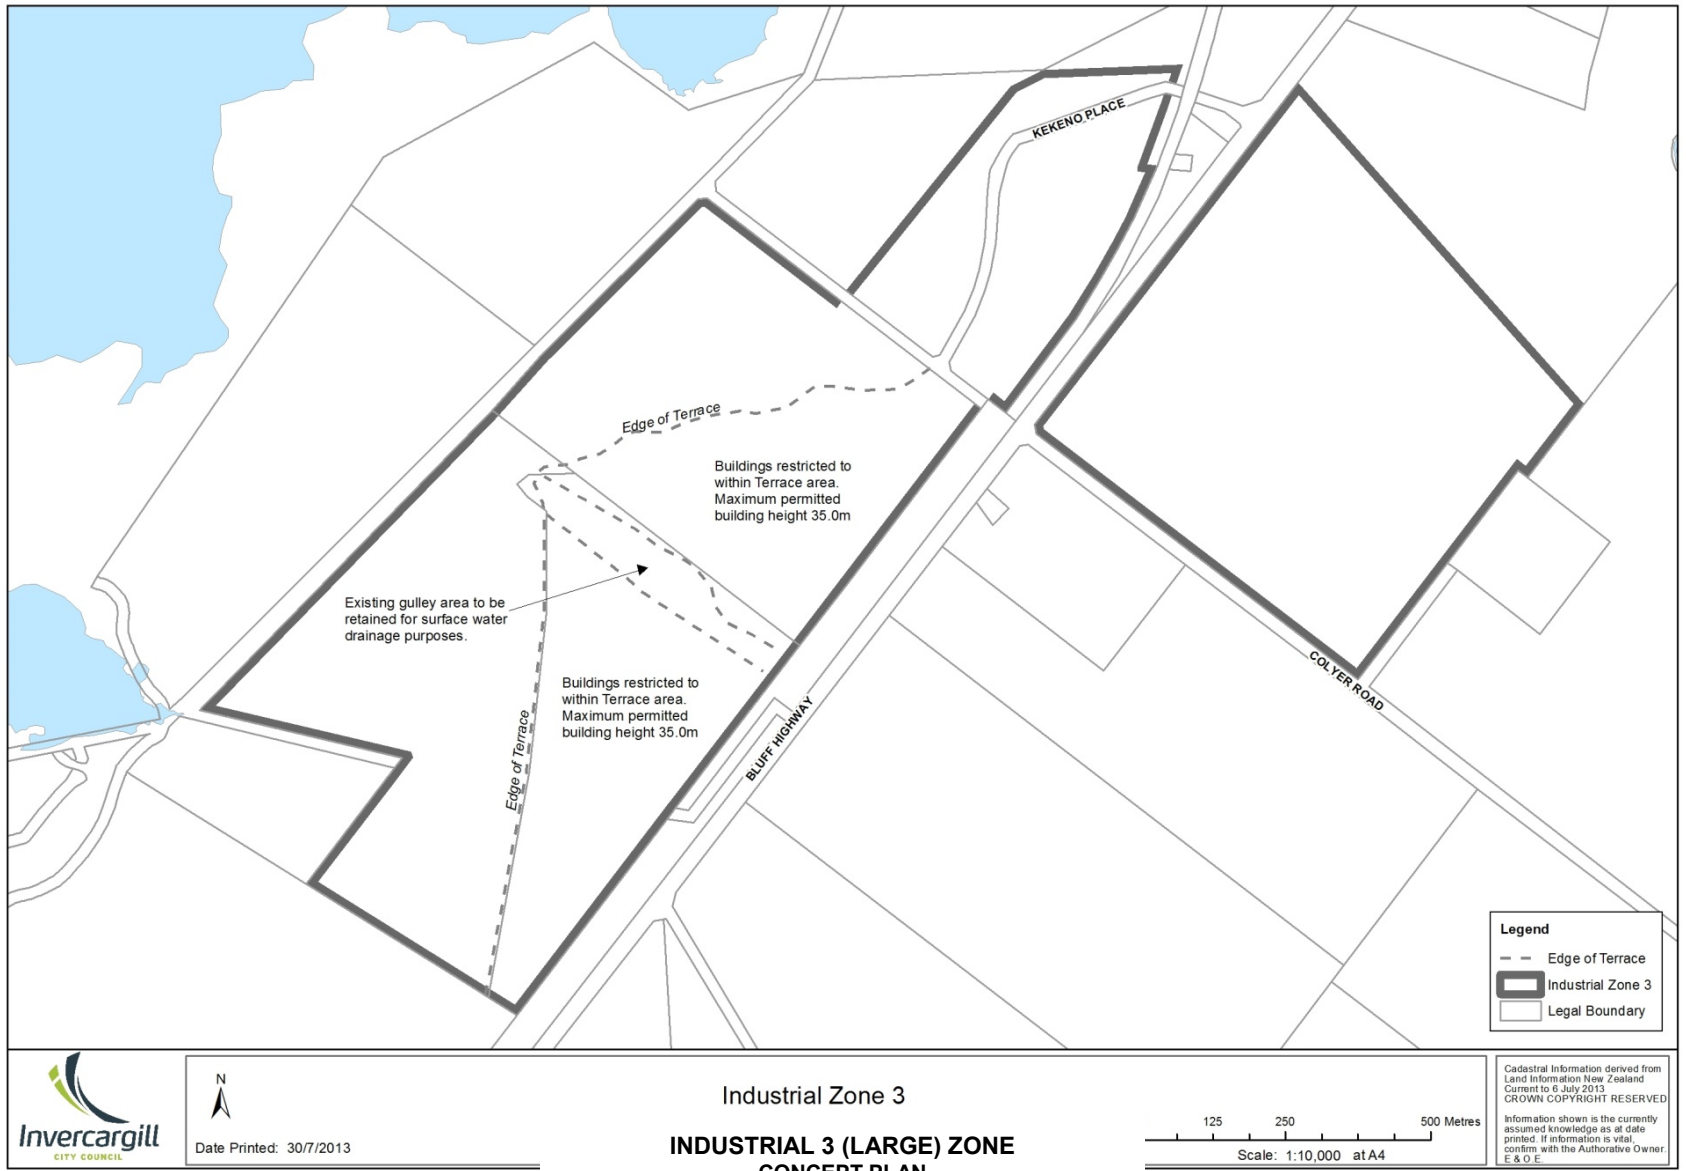 KEKENO PLACE
Edge of Terrace
Buildings restricted to
within Terrace area.
Maximum permitted
building height 35.0m
Existing gulley area to be
retained for surface water
drainage purposes.
Buildings restricted to
within Terrace area.
Maximum permitted
building height 35.0m
Edge of Terrace
BLUFF HIGHWAY
COLYER ROAD
Legend
Edge of Terrace
Industrial Zone 3
Legal Boundary
Invercargill
CITY COUNCIL
N
Date Printed: 30/7/2013
Industrial Zone 3
INDUSTRIAL 3 (LARGE) ZONE
CONCEPT PLAN
125 250 500 Metres
Scale: 1:10,000 at A4
Cadastral Information derived from
Land Information New Zealand
Current to 6 July 2013
CROWN COPYRIGHT RESERVED
Information shown is the currently
assumed knowledge as at date
printed. If information is vital,
confirm with the Authorative Owner.
E & O.E.